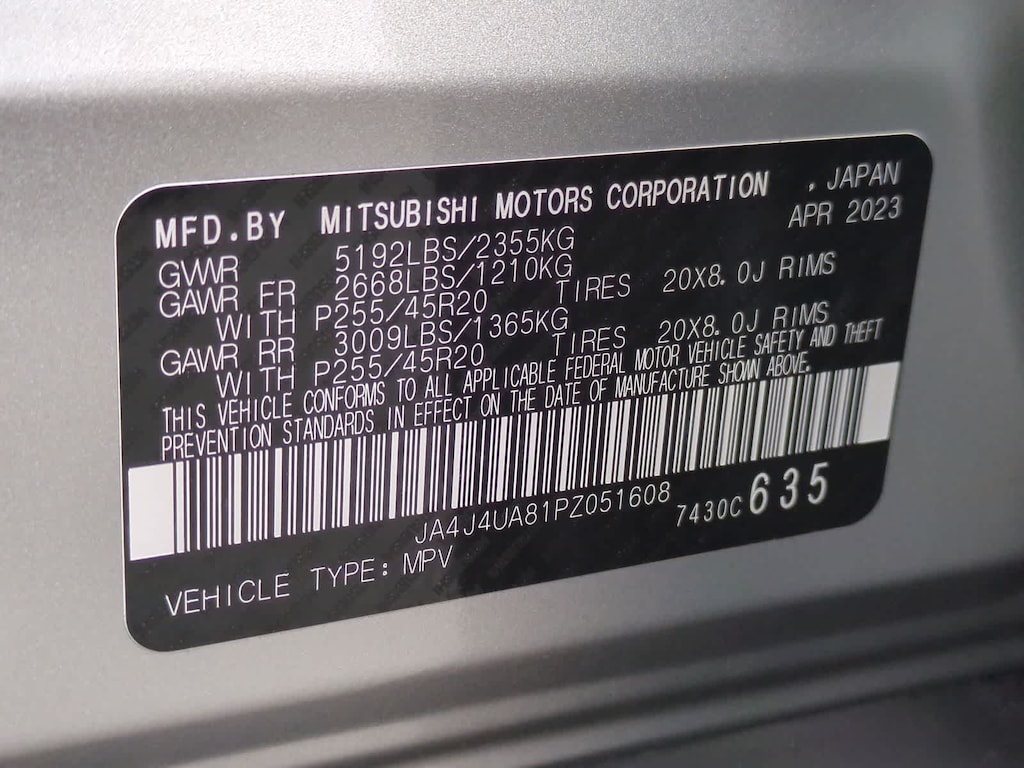 MFD.BY MITSUBISHI MOTORS CORPORATION , JAPAN
APR 2023
GVWR 5192LBS/2355KG
GAWR FR 2668LBS/1210KG
WITH P255/45R20 TIRES 20X8.0J RIMS
GAWR RR 3009LBS/1365KG
WITH P255/45R20 TIRES 20X8.0J RIMS
THIS VEHICLE CONFORMS TO ALL APPLICABLE FEDERAL MOTOR VEHICLE SAFETY AND THEFT
PREVENTION STANDARDS IN EFFECT ON THE DATE OF MANUFACTURE SHOWN ABOVE.
JA4J4UA81PZ051608 7430C 635
VEHICLE TYPE: MPV